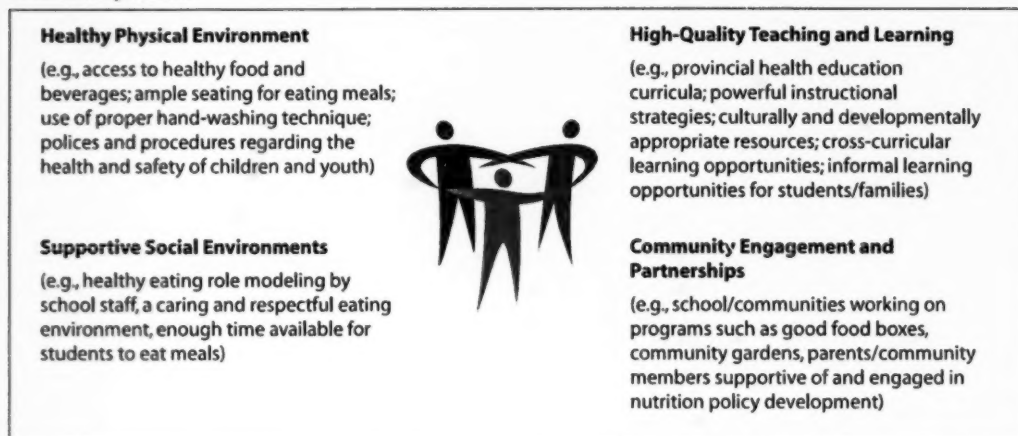 Healthy Physical Environment
(e.g., access to healthy food and
beverages; ample seating for eating meals;
use of proper hand-washing technique;
polices and procedures regarding the
health and safety of children and youth)
Supportive Social Environments
(e.g., healthy eating role modeling by
school staff, a caring and respectful eating
environment, enough time available for
students to eat meals)
High-Quality Teaching and Learning
(e.g., provincial health education
curricula; powerful instructional
strategies; culturally and developmentally
appropriate resources; cross-curricular
learning opportunities; informal learning
opportunities for students/families)
Community Engagement and
Partnerships
(e.g., school/communities working on
programs such as good food boxes,
community gardens, parents/community
members supportive of and engaged in
nutrition policy development)